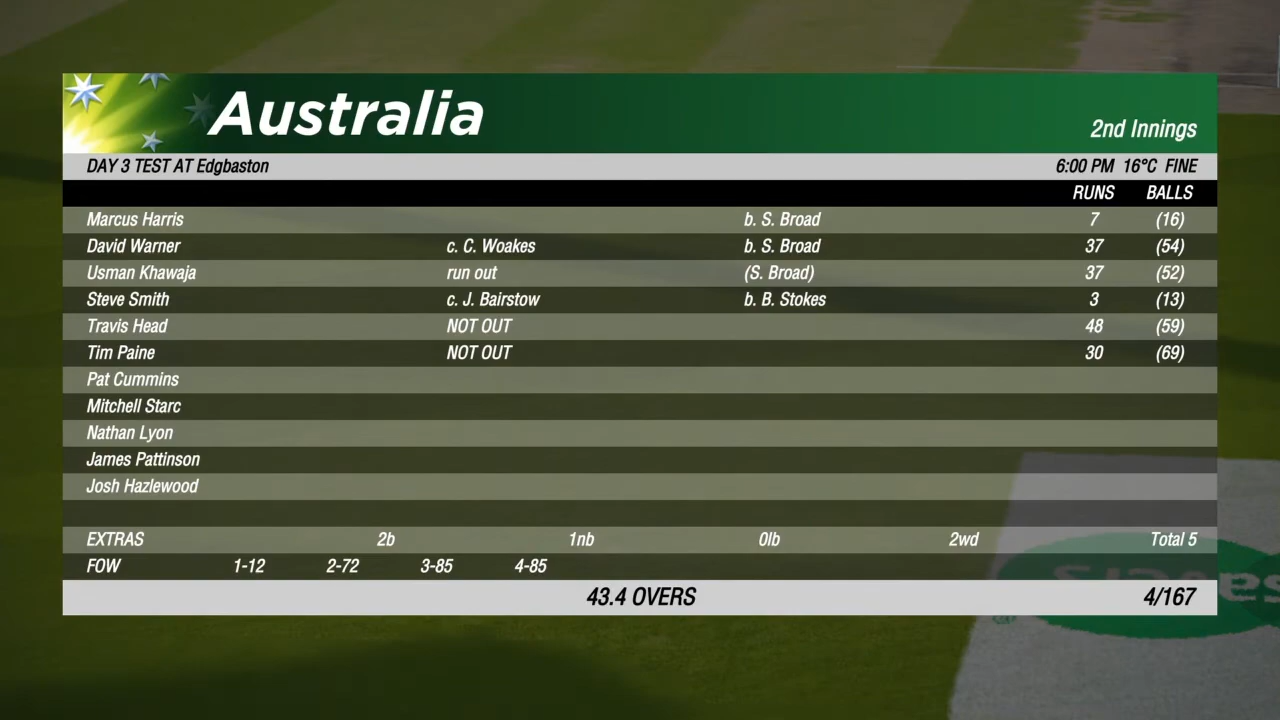 Australia
2nd Innings
DAY 3 TEST AT Edgbaston 6:00 PM 16°C FINE
RUNS BALLS
Marcus Harris b. S. Broad 7 (16)
David Warner c. C. Woakes b. S. Broad 37 (54)
Usman Khawaja run out (S. Broad) 37 (52)
Steve Smith c. J. Bairstow b. B. Stokes 3 (13)
Travis Head NOT OUT 48 (59)
Tim Paine NOT OUT 30 (69)
Pat Cummins
Mitchell Starc
Nathan Lyon
James Pattinson
Josh Hazlewood
EXTRAS 2b 1nb 0lb 2wd Total 5
FOW 1-12 2-72 3-85 4-85
43.4 OVERS 4/167